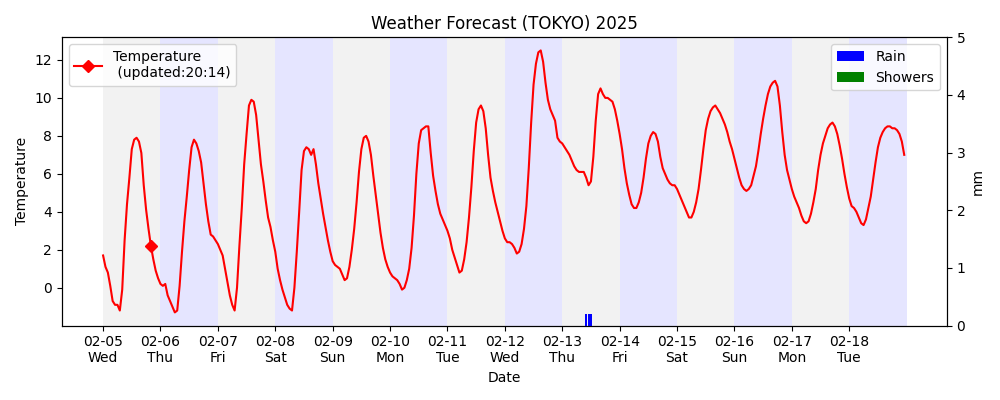 Weather Forecast (TOKYO) 2025
Temperature
(updated:20:14)
Rain
Showers
Temperature
12
10
8
6
4
2
0
5
4
3
2
1
0
mm
02-05 02-06 02-07 02-08 02-09 02-10 02-11 02-12 02-13 02-14 02-15 02-16 02-17 02-18
Wed Thu Fri Sat Sun Mon Tue Wed Thu Fri Sat Sun Mon Tue
Date